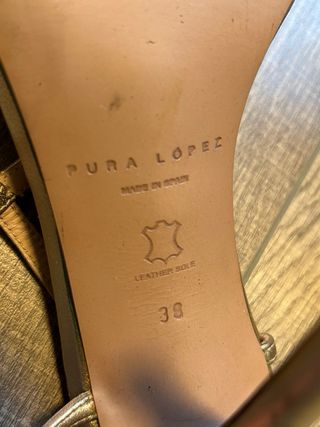 PURA LÓPEZ
MADE IN SPAIN
LEATHER SOLE
38